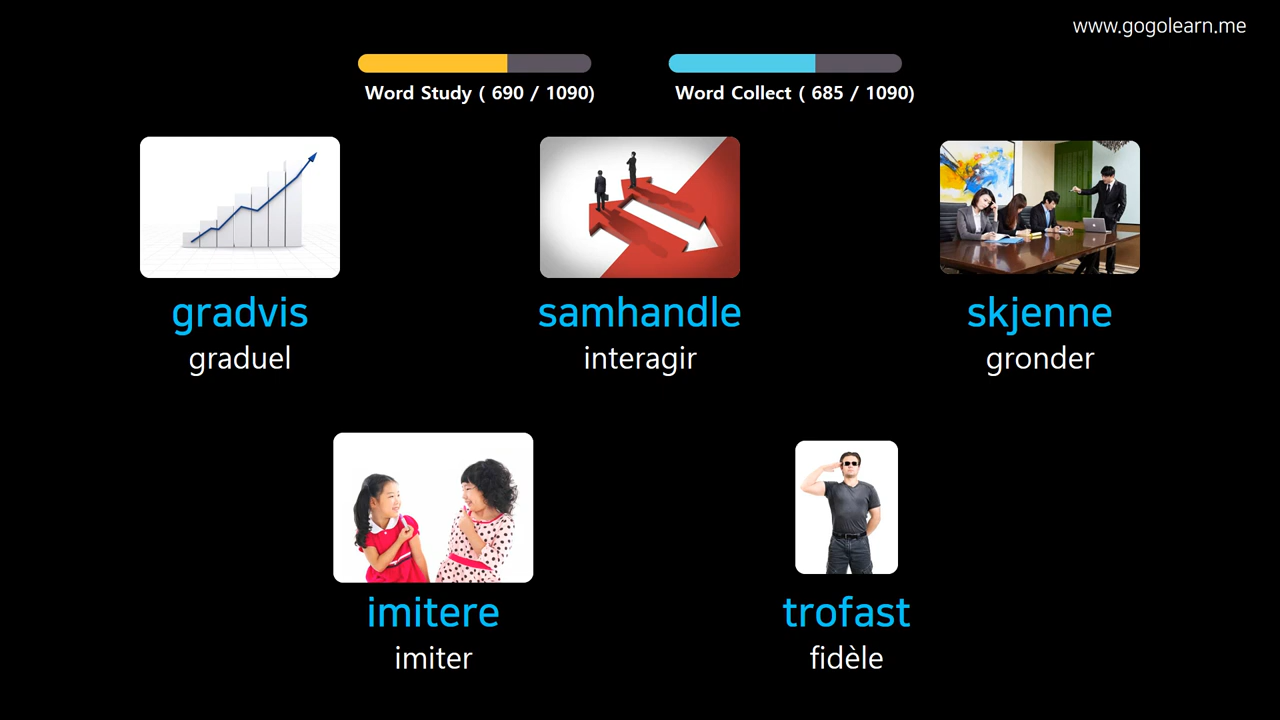 www.gogolearn.me
Word Study ( 690 / 1090)
Word Collect ( 685 / 1090)
gradvis
graduel
samhandle
interagir
skjenne
gronder
imitere
imiter
trofast
fidèle